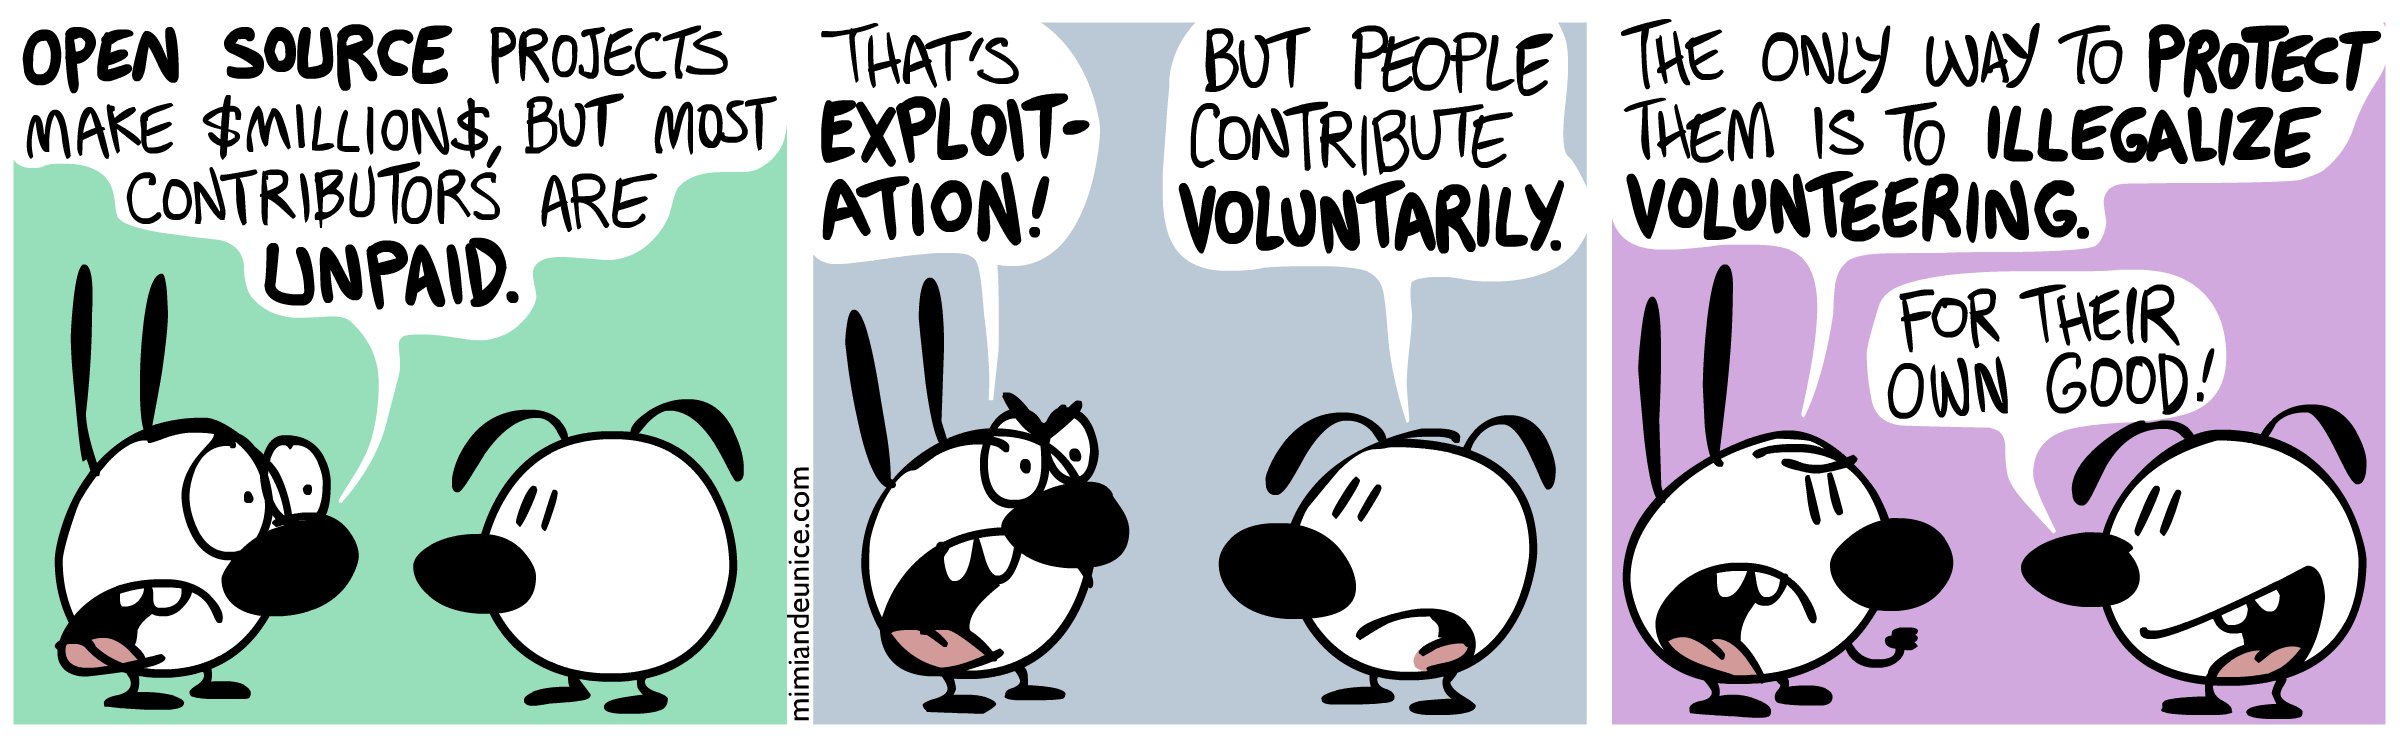 OPEN SOURCE PROJECTS
MAKE $MILLION$, BUT MOST
CONTRIBUTORS ARE
UNPAID.
THAT'S
EXPLOIT-
ATION!
BUT PEOPLE
CONTRIBUTE
VOLUNTARILY.
THE ONLY WAY TO PROTECT
THEM IS TO ILLEGALIZE
VOLUNTEERING.
FOR THEIR
OWN GOOD!
mimiandeunice.com